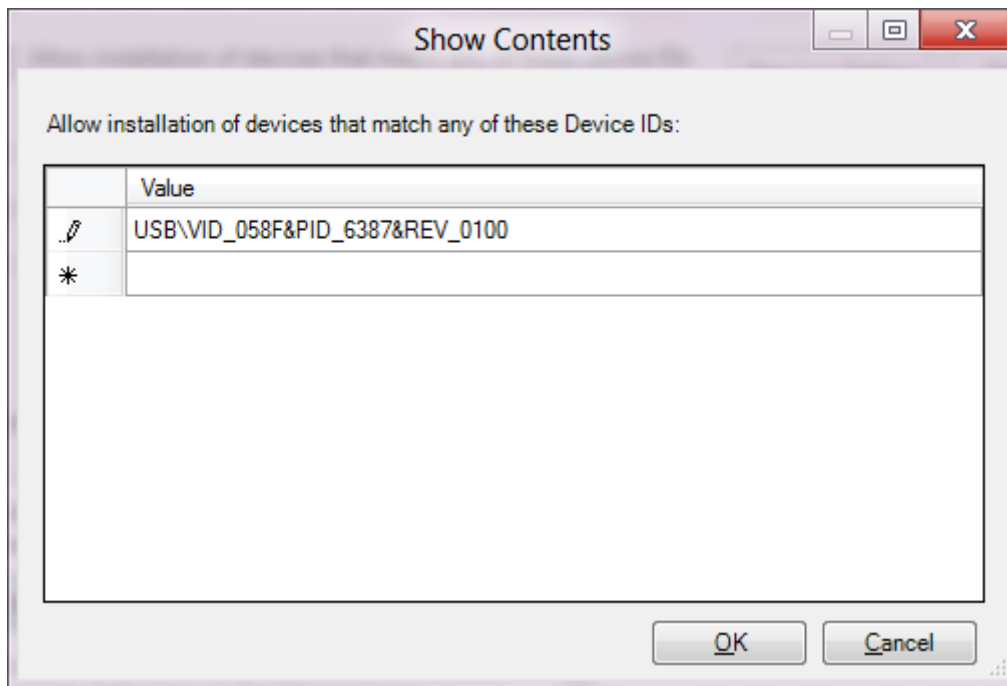 Show Contents
Allow installation of devices that match any of these Device IDs:
Value
USB\VID_058F&PID_6387&REV_0100
OK
Cancel